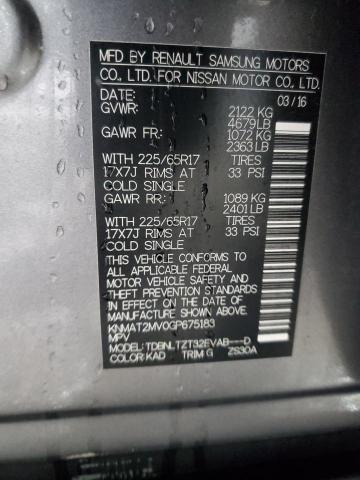 MFD BY RENAULT SAMSUNG MOTORS
CO., LTD. FOR NISSAN MOTOR CO., LTD.
DATE: 03/16
GVWR: 2122 KG
4679LB
GAWR FR: 1072 KG
2363 LB
WITH 225/65R17 TIRES
17X7J RIMS AT 33 PSI
COLD SINGLE
GAWR RR: 1089 KG
2401 LB
WITH 225/65R17 TIRES
17X7J RIMS AT 33 PSI
COLD SINGLE
THIS VEHICLE CONFORMS TO
ALL APPLICABLE FEDERAL
MOTOR VEHICLE SAFETY
AND THEFT PREVENTION STANDARDS
IN EFFECT ON THE DATE OF
MANUFACTURE SHOWN ABOVE.
KNMAT2MV0GP675183
MPV
MODEL: TDBNLTZT32EVAB---D
COLOR: KAD TRIM: G ZS30A